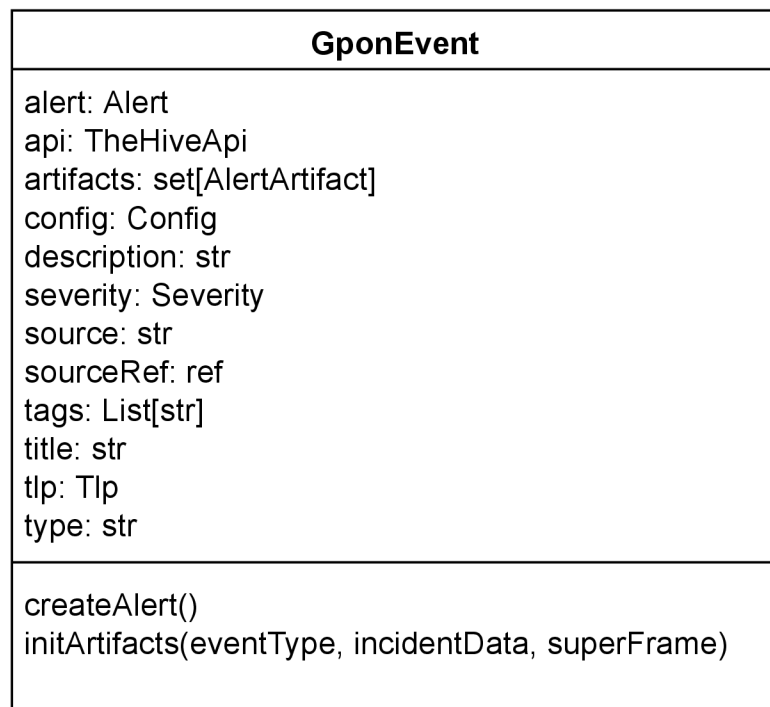 GponEvent
alert: Alert
api: TheHiveApi
artifacts: set[AlertArtifact]
config: Config
description: str
severity: Severity
source: str
sourceRef: ref
tags: List[str]
title: str
tlp: Tlp
type: str
createAlert()
initArtifacts(eventType, incidentData, superFrame)